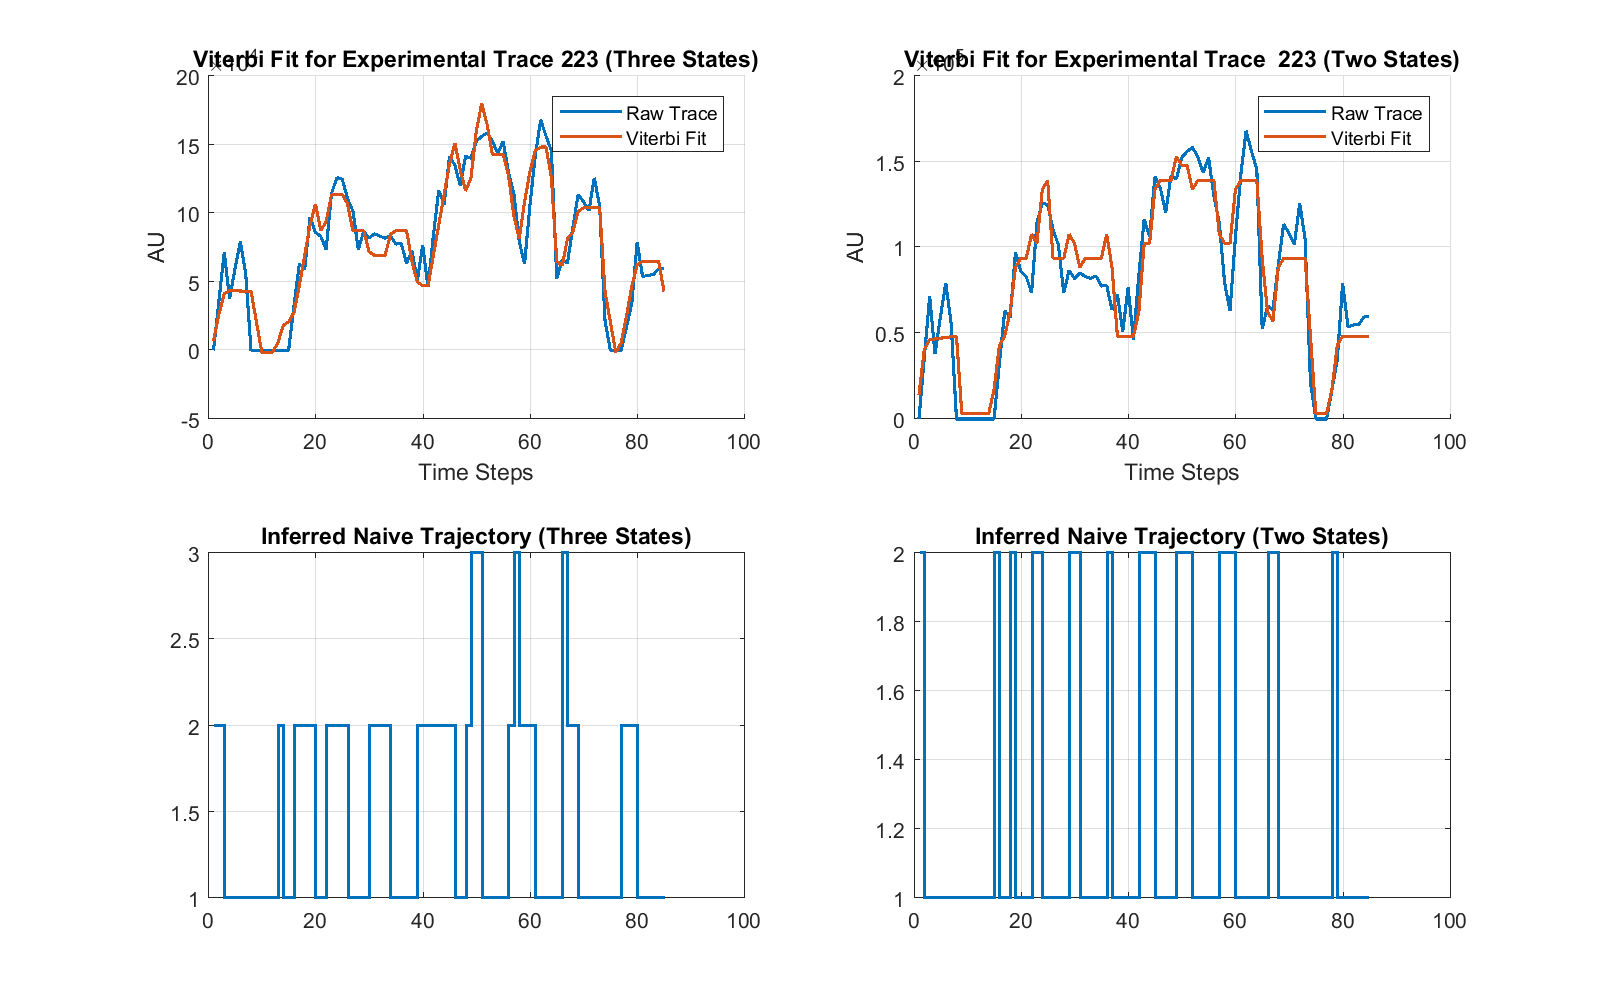 Viterbi Fit for Experimental Trace 223 (Three States)
×10^4
20
15
10
5
0
-5
AU
0 20 40 60 80 100
Time Steps
Raw Trace
Viterbi Fit
Viterbi Fit for Experimental Trace  223 (Two States)
×10^5
2
1.5
1
0.5
0
AU
0 20 40 60 80 100
Time Steps
Raw Trace
Viterbi Fit
Inferred Naive Trajectory (Three States)
3
2.5
2
1.5
1
0 20 40 60 80 100
Inferred Naive Trajectory (Two States)
2
1.8
1.6
1.4
1.2
1
0 20 40 60 80 100